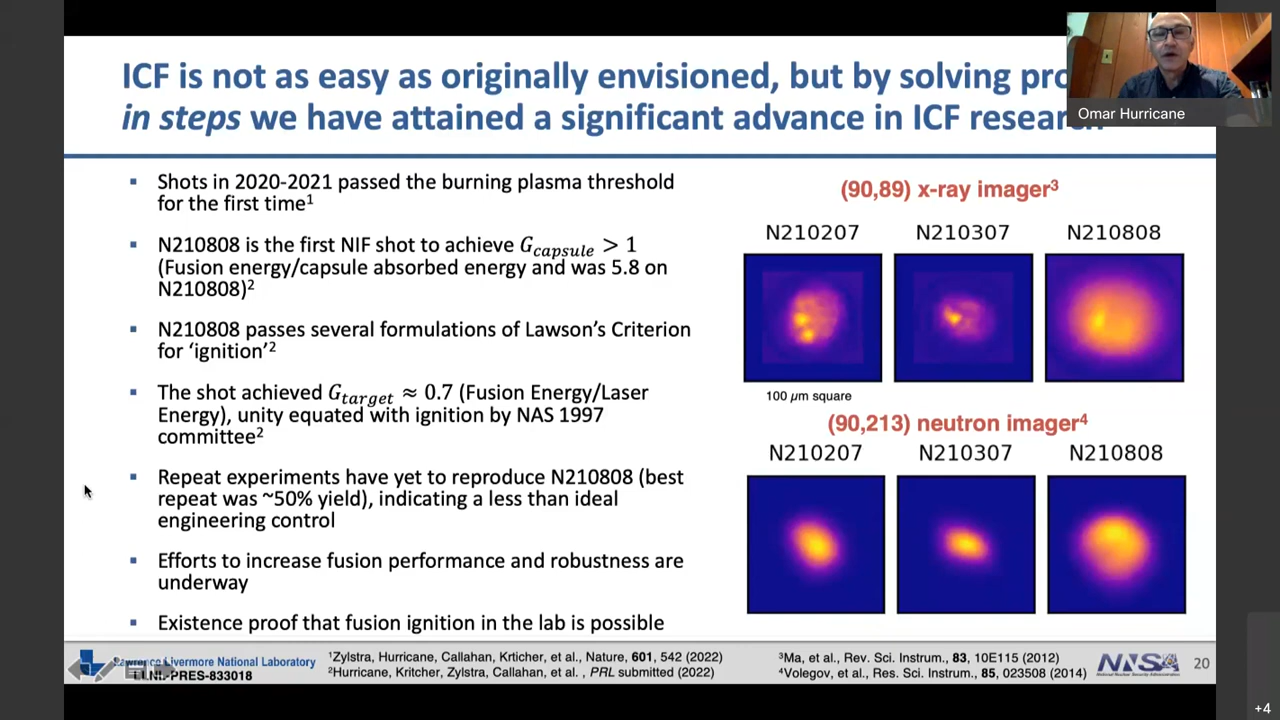 ICF is not as easy as originally envisioned, but by solving
in steps we have attained a significant advance in ICF research
Omar Hurricane
▪ Shots in 2020-2021 passed the burning plasma threshold
for the first time¹
▪ N210808 is the first NIF shot to achieve G_capsule > 1
(Fusion energy/capsule absorbed energy and was 5.8 on
N210808)²
▪ N210808 passes several formulations of Lawson's Criterion
for 'ignition'²
▪ The shot achieved G_target ≈ 0.7 (Fusion Energy/Laser
Energy), unity equated with ignition by NAS 1997
committee²
▪ Repeat experiments have yet to reproduce N210808 (best
repeat was ~50% yield), indicating a less than ideal
engineering control
▪ Efforts to increase fusion performance and robustness are
underway
▪ Existence proof that fusion ignition in the lab is possible
(90,89) x-ray imager³
N210207 N210307 N210808
100 µm square
(90,213) neutron imager⁴
N210207 N210307 N210808
Lawrence Livermore National Laboratory
LLNL-PRES-833018
¹Zylstra, Hurricane, Callahan, Krticher, et al., Nature, 601, 542 (2022)
²Hurricane, Kritcher, Zylstra, Callahan, et al. , PRL submitted (2022)
³Ma, et al., Rev. Sci. Instrum., 83, 10E115 (2012)
⁴Volegov, et al., Res. Sci. Instrum., 85, 023508 (2014)
NNSA
National Nuclear Security Administration
20
+4